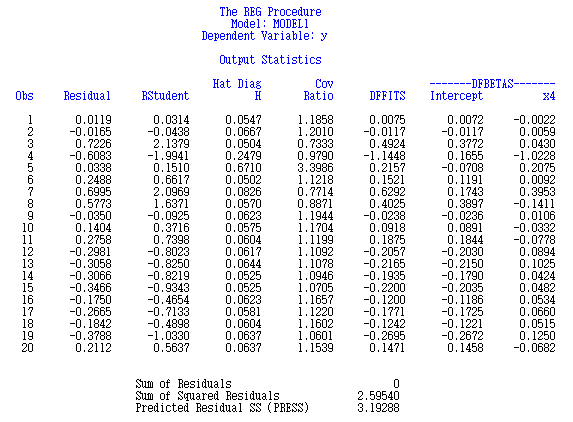 The REG Procedure
Model: MODEL1
Dependent Variable: y
Output Statistics
Hat Diag Cov -------DFBETAS-------
Obs Residual RStudent H Ratio DFFITS Intercept x4
1 0.0119 0.0314 0.0547 1.1858 0.0075 0.0072 -0.0022
2 -0.0165 -0.0438 0.0667 1.2010 -0.0117 -0.0117 0.0059
3 0.7226 2.1379 0.0504 0.7333 0.4924 0.3772 0.0430
4 -0.6083 -1.9941 0.2479 0.9790 -1.1448 0.1655 -1.0228
5 0.0338 0.1510 0.6710 3.3986 0.2157 -0.0708 0.2075
6 0.2488 0.6617 0.0502 1.1218 0.1521 0.1191 0.0092
7 0.6995 2.0969 0.0826 0.7714 0.6292 0.1743 0.3953
8 0.5773 1.6371 0.0570 0.8871 0.4025 0.3897 -0.1411
9 -0.0350 -0.0925 0.0623 1.1944 -0.0238 -0.0236 0.0106
10 0.1404 0.3716 0.0575 1.1704 0.0918 0.0891 -0.0332
11 0.2758 0.7398 0.0604 1.1199 0.1875 0.1844 -0.0778
12 -0.2981 -0.8023 0.0617 1.1092 -0.2057 -0.2030 0.0894
13 -0.3058 -0.8250 0.0644 1.1078 -0.2165 -0.2150 0.1025
14 -0.3066 -0.8219 0.0525 1.0946 -0.1935 -0.1790 0.0424
15 -0.3466 -0.9343 0.0525 1.0705 -0.2200 -0.2035 0.0482
16 -0.1750 -0.4654 0.0623 1.1657 -0.1200 -0.1186 0.0534
17 -0.2665 -0.7133 0.0581 1.1220 -0.1771 -0.1725 0.0660
18 -0.1842 -0.4898 0.0604 1.1602 -0.1242 -0.1221 0.0515
19 -0.3788 -1.0330 0.0637 1.0601 -0.2695 -0.2672 0.1250
20 0.2112 0.5637 0.0637 1.1539 0.1471 0.1458 -0.0682
Sum of Residuals 0
Sum of Squared Residuals 2.59540
Predicted Residual SS (PRESS) 3.19288